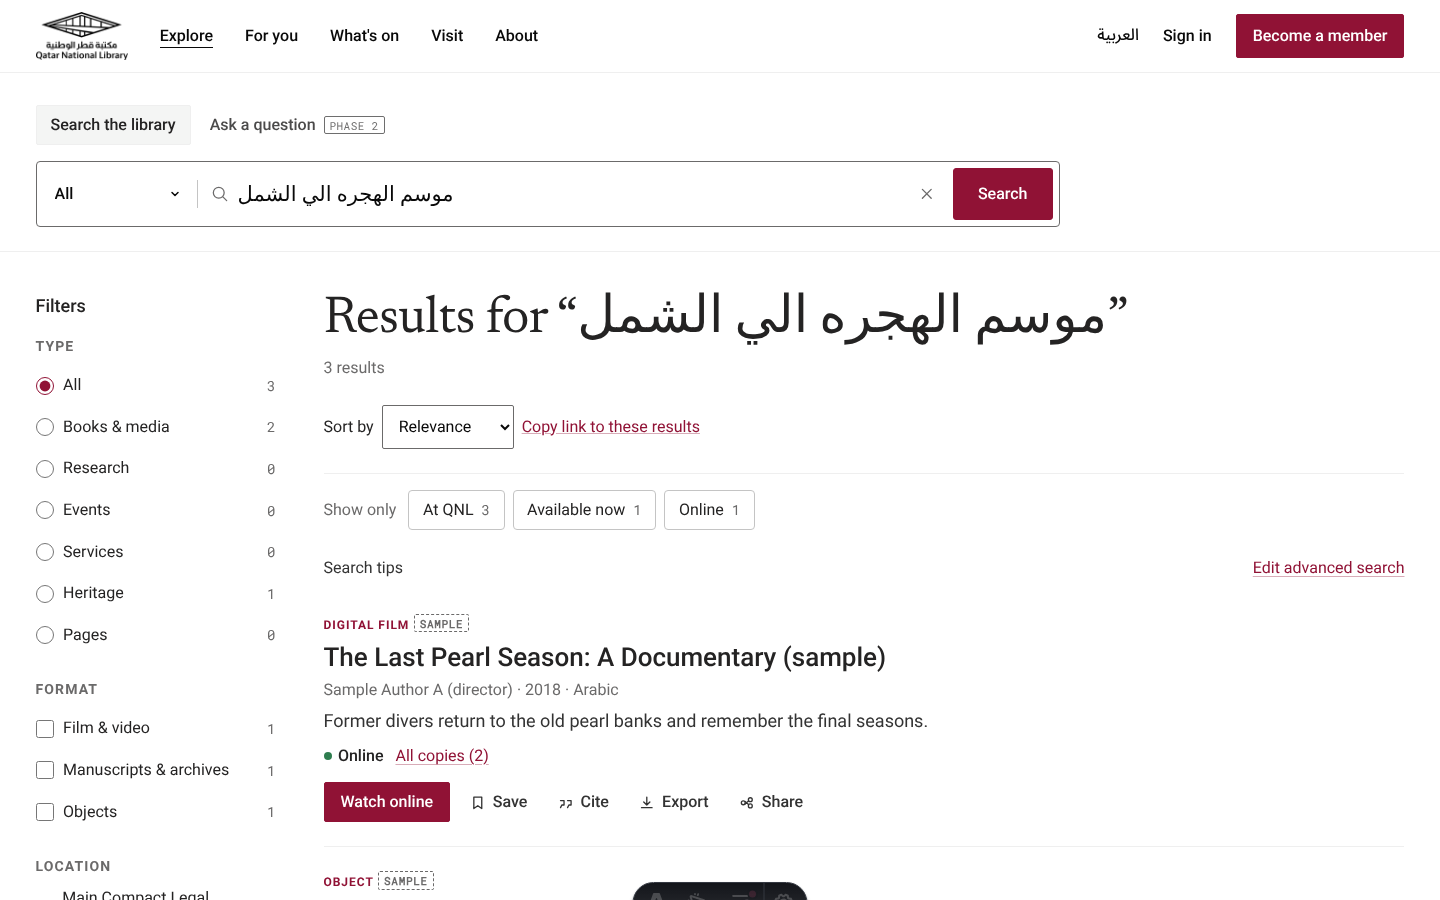 مكتبة قطر الوطنية
Qatar National Library
Explore
For you
What's on
Visit
About
العربية
Sign in
Become a member
Search the library
Ask a question
PHASE 2
All
موسم الهجره الي الشمل
Search
Filters
Results for “موسم الهجره الي الشمل”
3 results
TYPE
All 3
Books & media 2
Research 0
Events 0
Services 0
Heritage 1
Pages 0
Sort by Relevance Copy link to these results
Show only At QNL 3 Available now 1 Online 1
Search tips
Edit advanced search
FORMAT
Film & video 1
Manuscripts & archives 1
Objects 1
LOCATION
Main Compact Legal
DIGITAL FILM SAMPLE
The Last Pearl Season: A Documentary (sample)
Sample Author A (director) · 2018 · Arabic
Former divers return to the old pearl banks and remember the final seasons.
Online All copies (2)
Watch online Save Cite Export Share
OBJECT SAMPLE